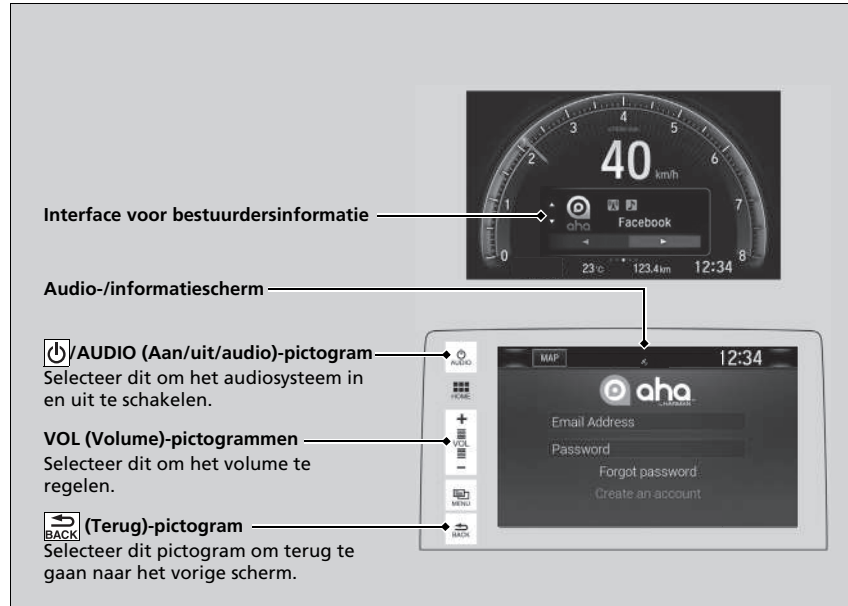 4
3
5
40 km/h
2
6
1
7
0
8
aha
Facebook
23°c
123.4 km
12:34
Interface voor bestuurdersinformatie
Audio-/informatiescherm
/AUDIO (Aan/uit/audio)-pictogram
Selecteer dit om het audiosysteem in
en uit te schakelen.
VOL (Volume)-pictogrammen
Selecteer dit om het volume te
regelen.
BACK (Terug)-pictogram
Selecteer dit pictogram om terug te
gaan naar het vorige scherm.
AUDIO
HOME
+
VOL
−
MENU
BACK
MAP
12:34
aha
Email Address
Password
Forgot password
Create an account